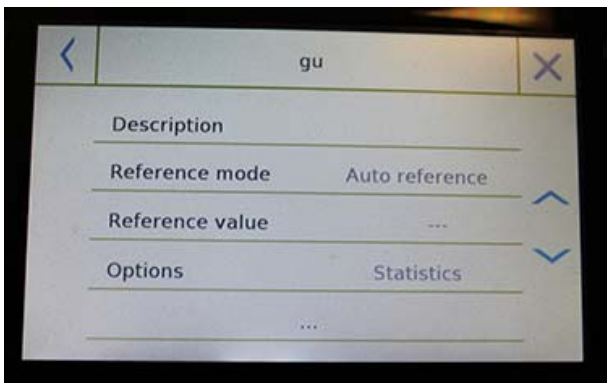 gu
Description
Reference mode Auto reference
Reference value ---
Options Statistics
...